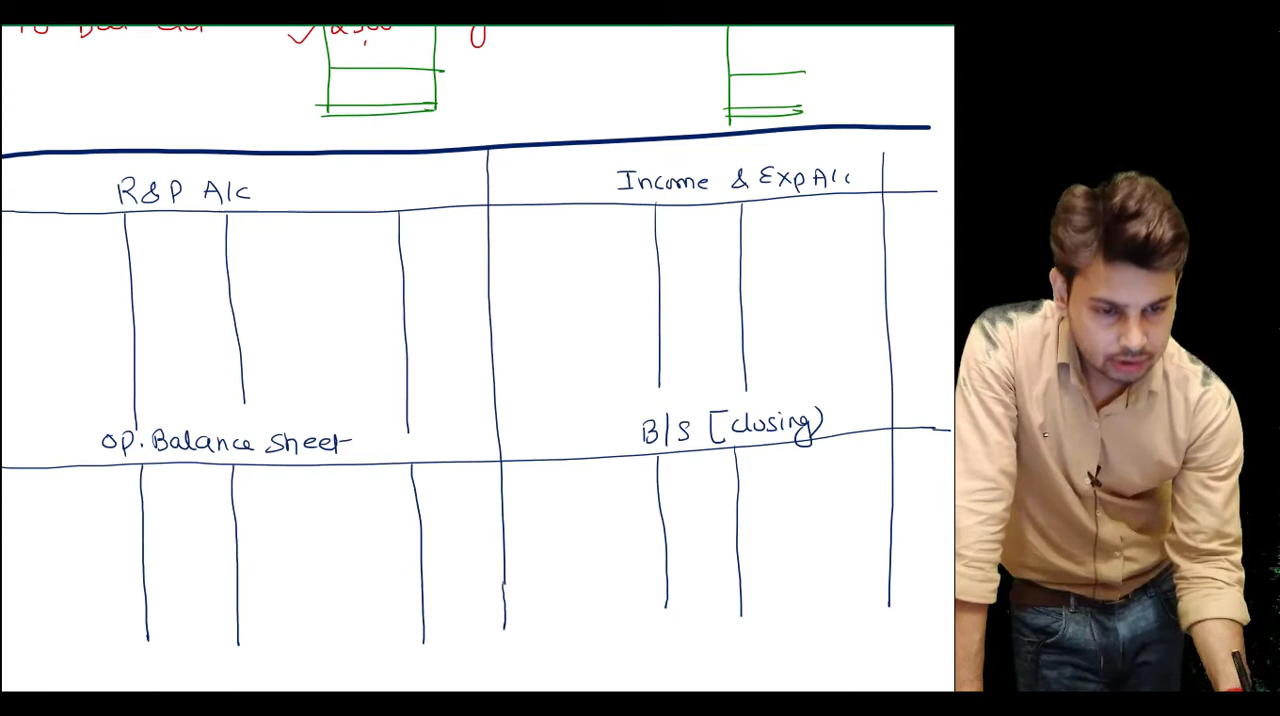 R&P A/c
Income & Exp A/c
Op. Balance Sheet
B/S [closing)